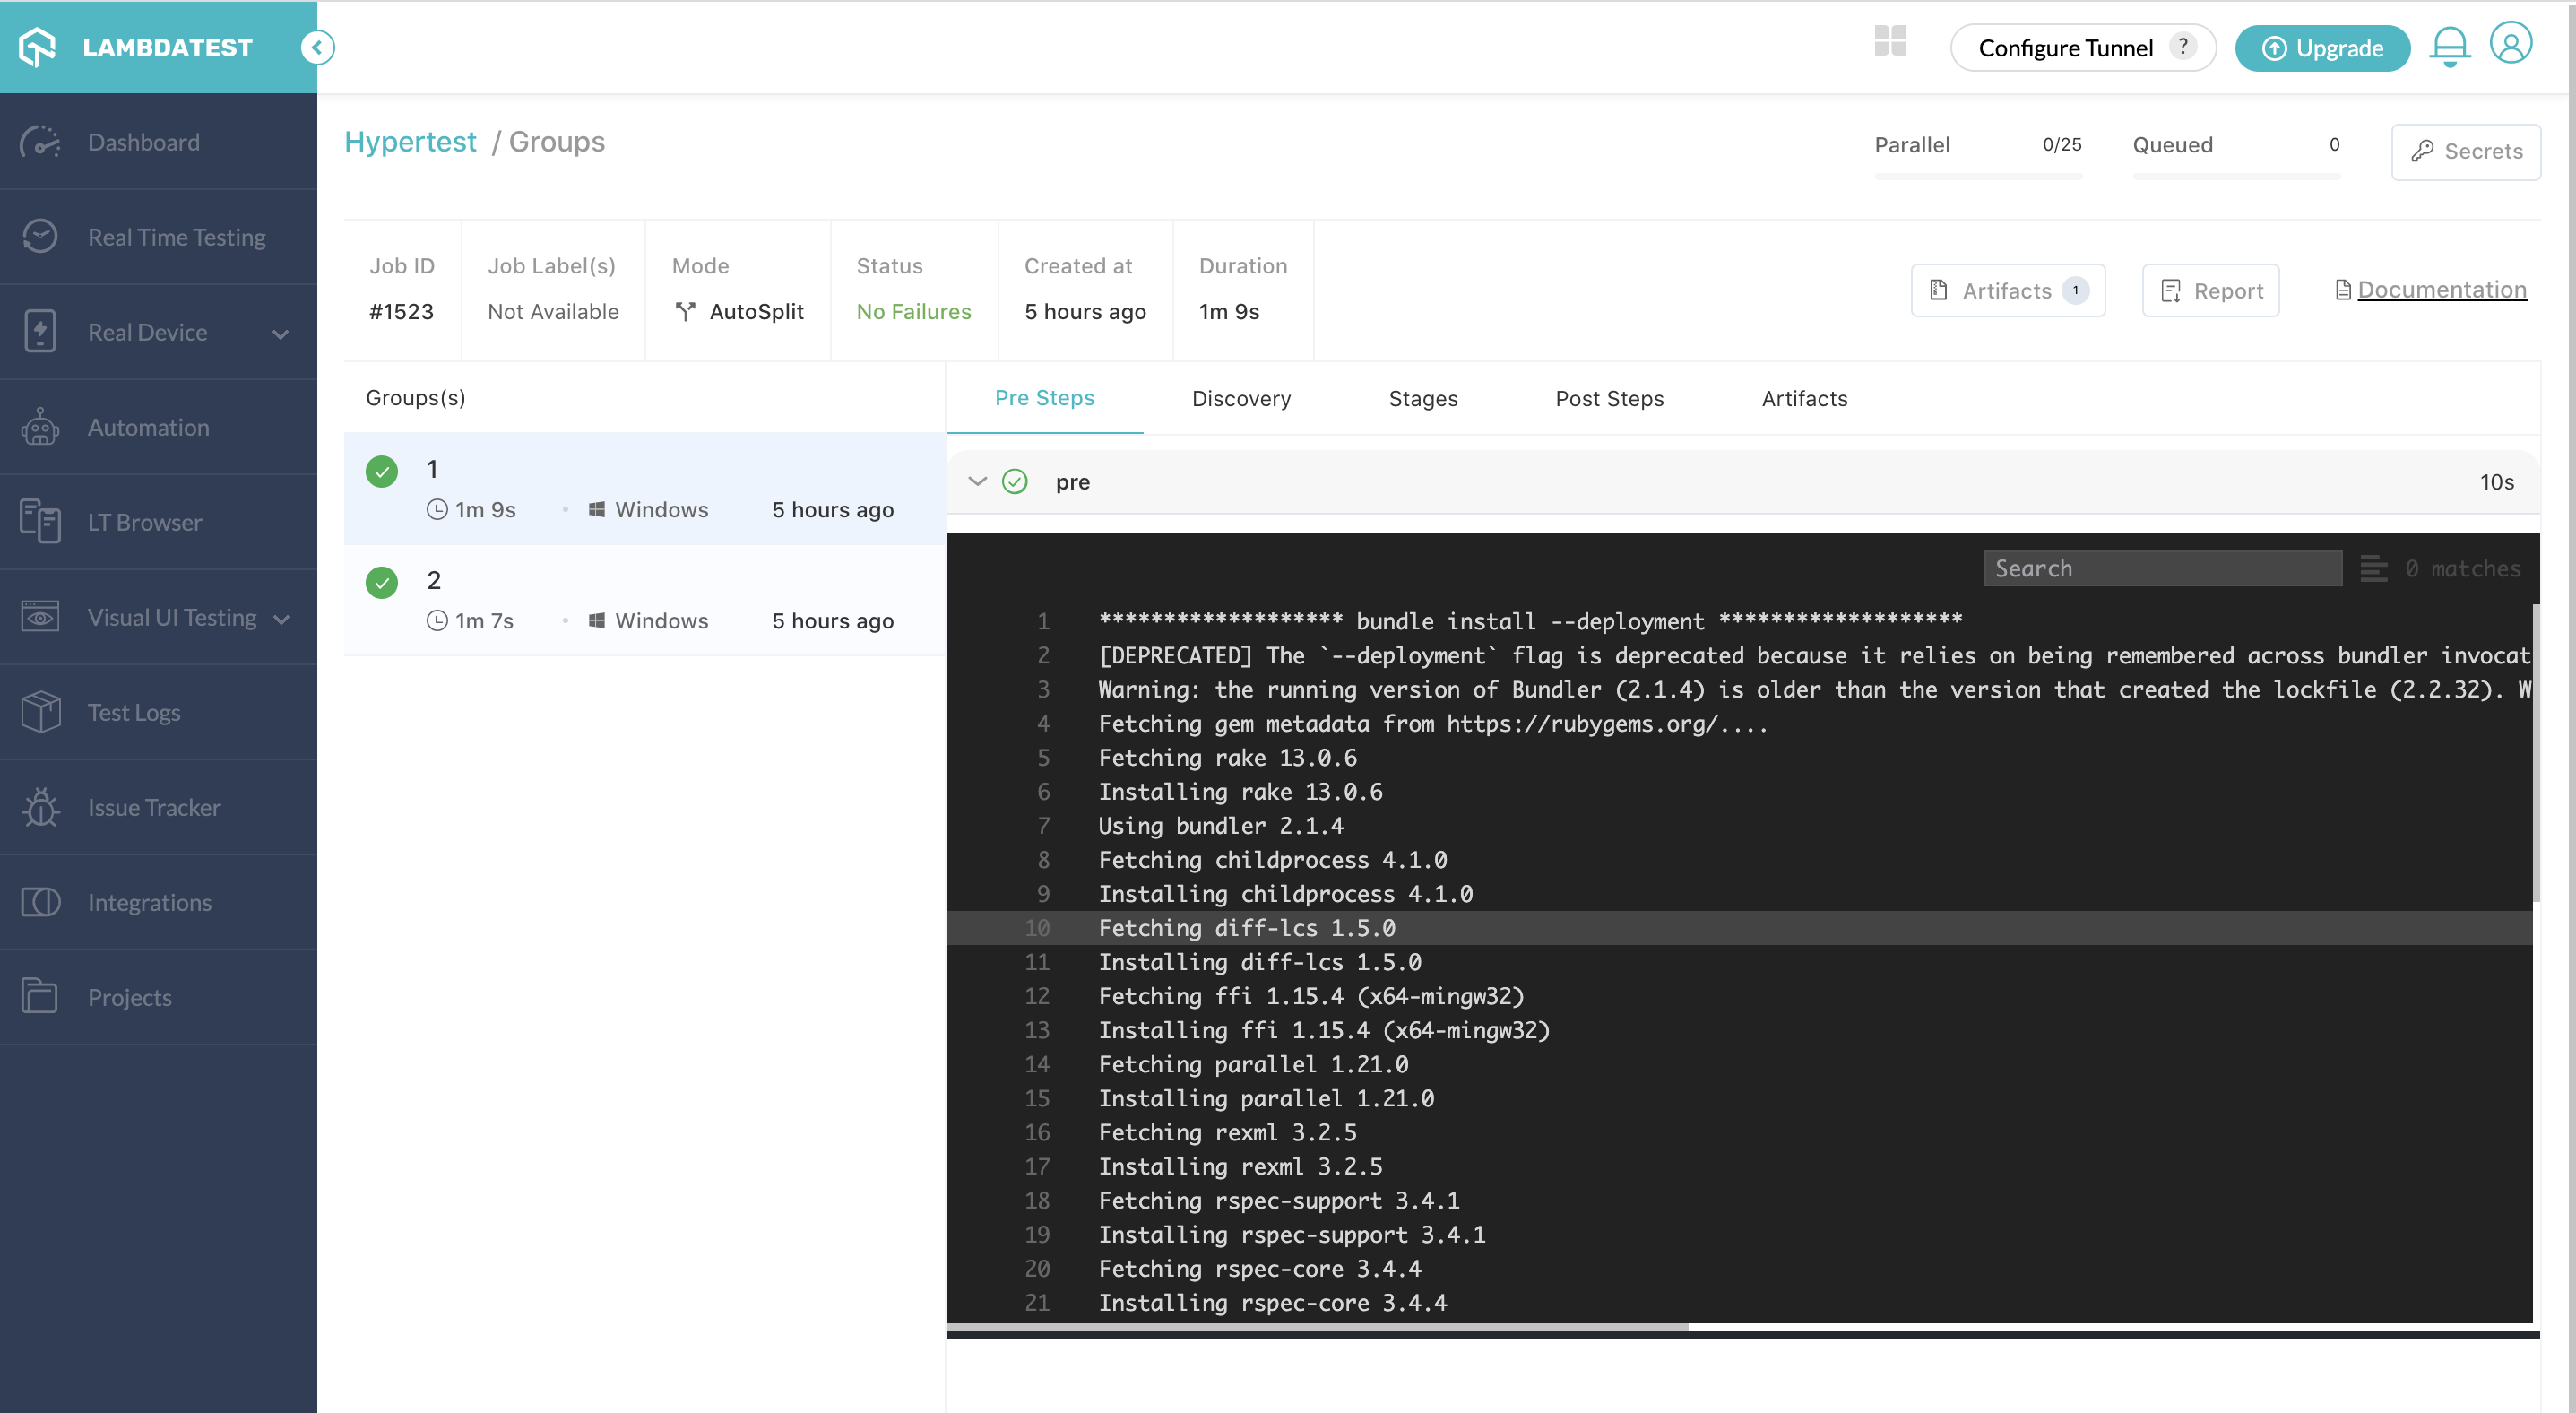 LAMBDATEST
Configure Tunnel ?
Upgrade
Dashboard
Real Time Testing
Real Device
Automation
LT Browser
Visual UI Testing
Test Logs
Issue Tracker
Integrations
Projects
Hypertest / Groups
Parallel 0/25
Queued 0
Secrets
Job ID
#1523
Job Label(s)
Not Available
Mode
AutoSplit
Status
No Failures
Created at
5 hours ago
Duration
1m 9s
Artifacts 1
Report
Documentation
Groups(s)
1
1m 9s • Windows 5 hours ago
2
1m 7s • Windows 5 hours ago
Pre Steps Discovery Stages Post Steps Artifacts
pre 10s
Search 0 matches
1 ******************* bundle install --deployment *******************
2 [DEPRECATED] The `--deployment` flag is deprecated because it relies on being remembered across bundler invocat
3 Warning: the running version of Bundler (2.1.4) is older than the version that created the lockfile (2.2.32). W
4 Fetching gem metadata from https://rubygems.org/....
5 Fetching rake 13.0.6
6 Installing rake 13.0.6
7 Using bundler 2.1.4
8 Fetching childprocess 4.1.0
9 Installing childprocess 4.1.0
10 Fetching diff-lcs 1.5.0
11 Installing diff-lcs 1.5.0
12 Fetching ffi 1.15.4 (x64-mingw32)
13 Installing ffi 1.15.4 (x64-mingw32)
14 Fetching parallel 1.21.0
15 Installing parallel 1.21.0
16 Fetching rexml 3.2.5
17 Installing rexml 3.2.5
18 Fetching rspec-support 3.4.1
19 Installing rspec-support 3.4.1
20 Fetching rspec-core 3.4.4
21 Installing rspec-core 3.4.4